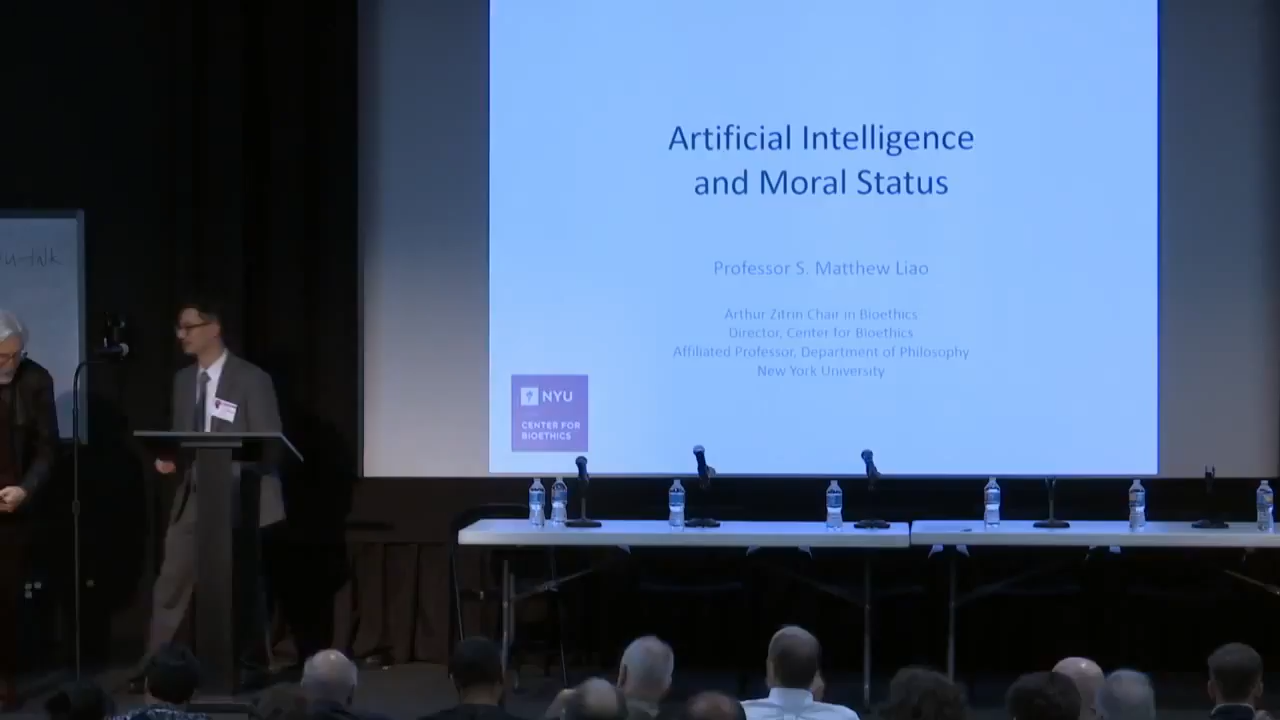 Artificial Intelligence
and Moral Status
Professor S. Matthew Liao
Arthur Zitrin Chair in Bioethics
Director, Center for Bioethics
Affiliated Professor, Department of Philosophy
New York University
NYU
CENTER FOR
BIOETHICS